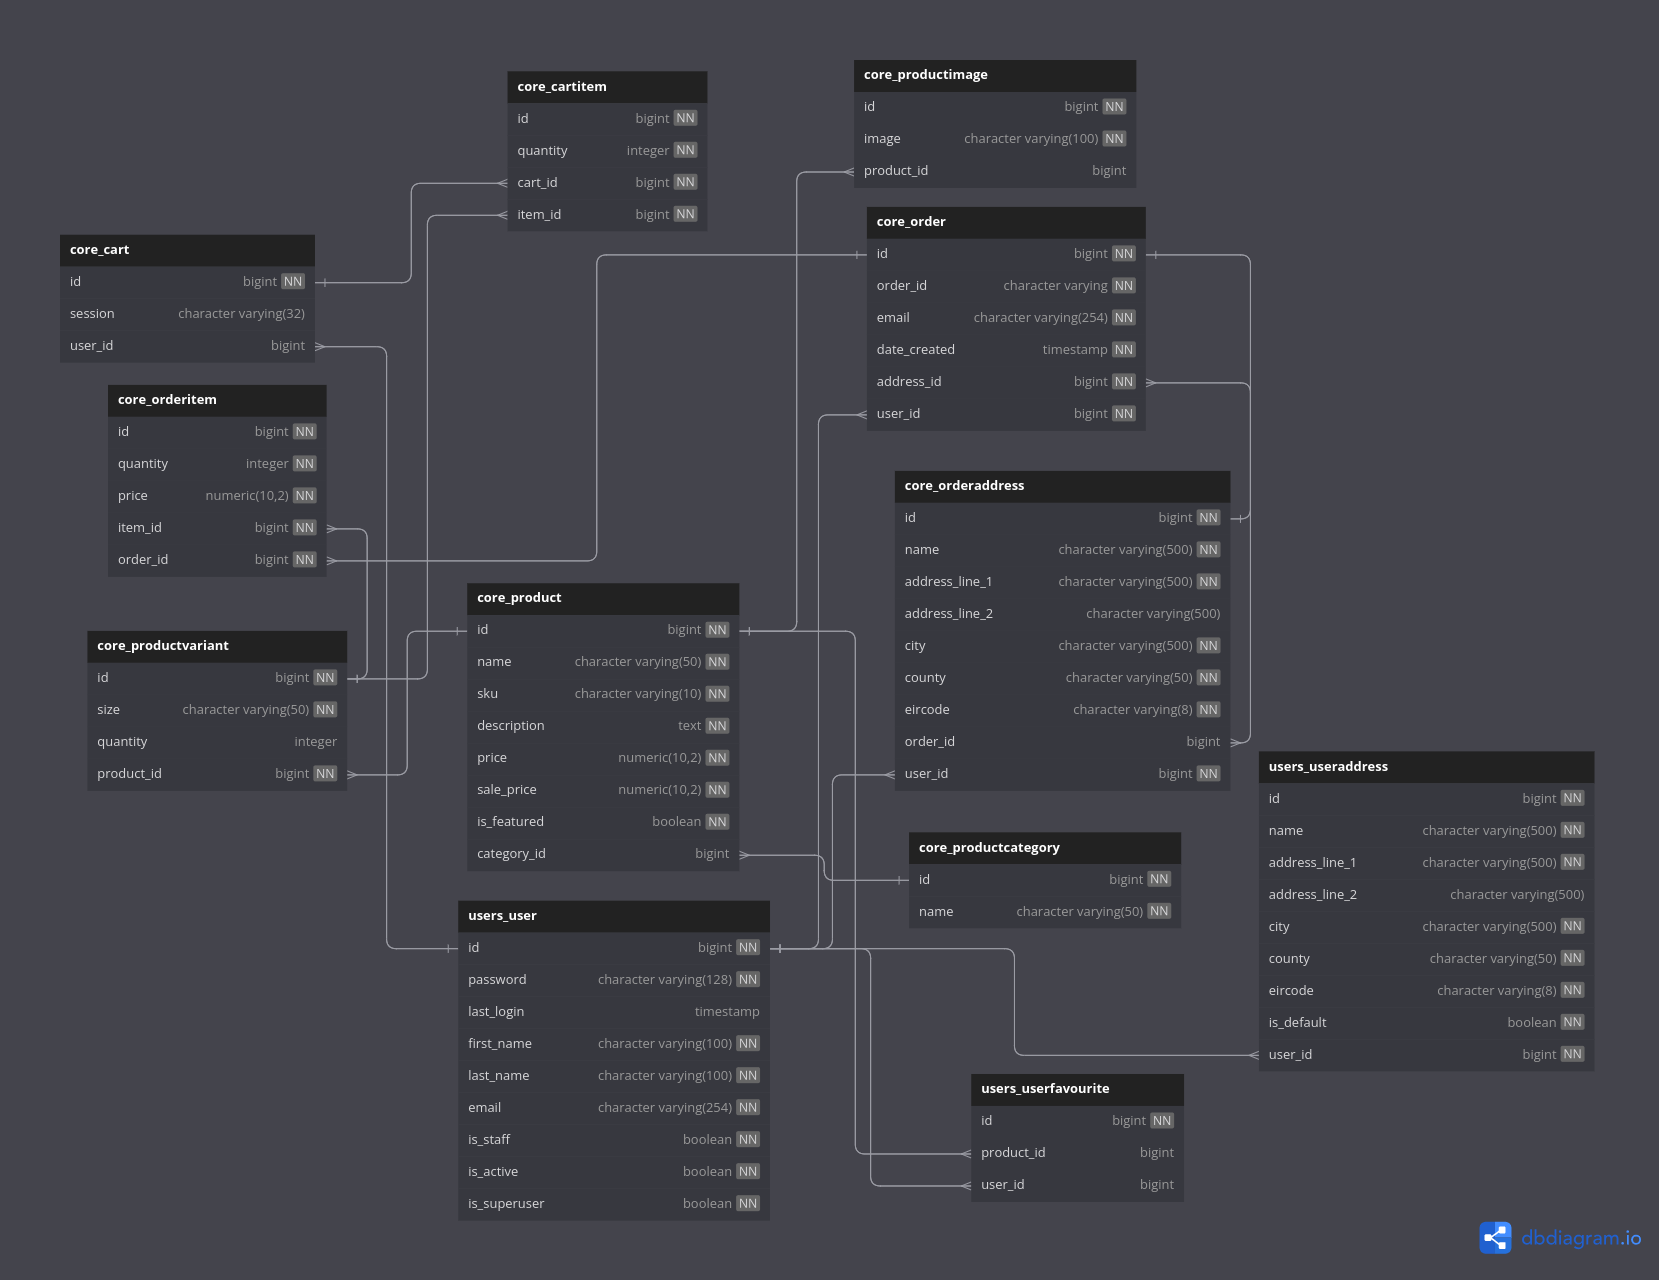 core_cartitem
id bigint NN
quantity integer NN
cart_id bigint NN
item_id bigint NN
core_productimage
id bigint NN
image character varying(100) NN
product_id bigint
core_order
id bigint NN
order_id character varying NN
email character varying(254) NN
date_created timestamp NN
address_id bigint NN
user_id bigint NN
core_cart
id bigint NN
session character varying(32)
user_id bigint
core_orderitem
id bigint NN
quantity integer NN
price numeric(10,2) NN
item_id bigint NN
order_id bigint NN
core_orderaddress
id bigint NN
name character varying(500) NN
address_line_1 character varying(500) NN
address_line_2 character varying(500)
city character varying(500) NN
county character varying(50) NN
eircode character varying(8) NN
order_id bigint
user_id bigint NN
core_product
id bigint NN
name character varying(50) NN
sku character varying(10) NN
description text NN
price numeric(10,2) NN
sale_price numeric(10,2) NN
is_featured boolean NN
category_id bigint
core_productvariant
id bigint NN
size character varying(50) NN
quantity integer
product_id bigint NN
users_useraddress
id bigint NN
name character varying(500) NN
address_line_1 character varying(500) NN
address_line_2 character varying(500)
city character varying(500) NN
county character varying(50) NN
eircode character varying(8) NN
is_default boolean NN
user_id bigint NN
core_productcategory
id bigint NN
name character varying(50) NN
users_user
id bigint NN
password character varying(128) NN
last_login timestamp
first_name character varying(100) NN
last_name character varying(100) NN
email character varying(254) NN
is_staff boolean NN
is_active boolean NN
is_superuser boolean NN
users_userfavourite
id bigint NN
product_id bigint
user_id bigint
dbdiagram.io